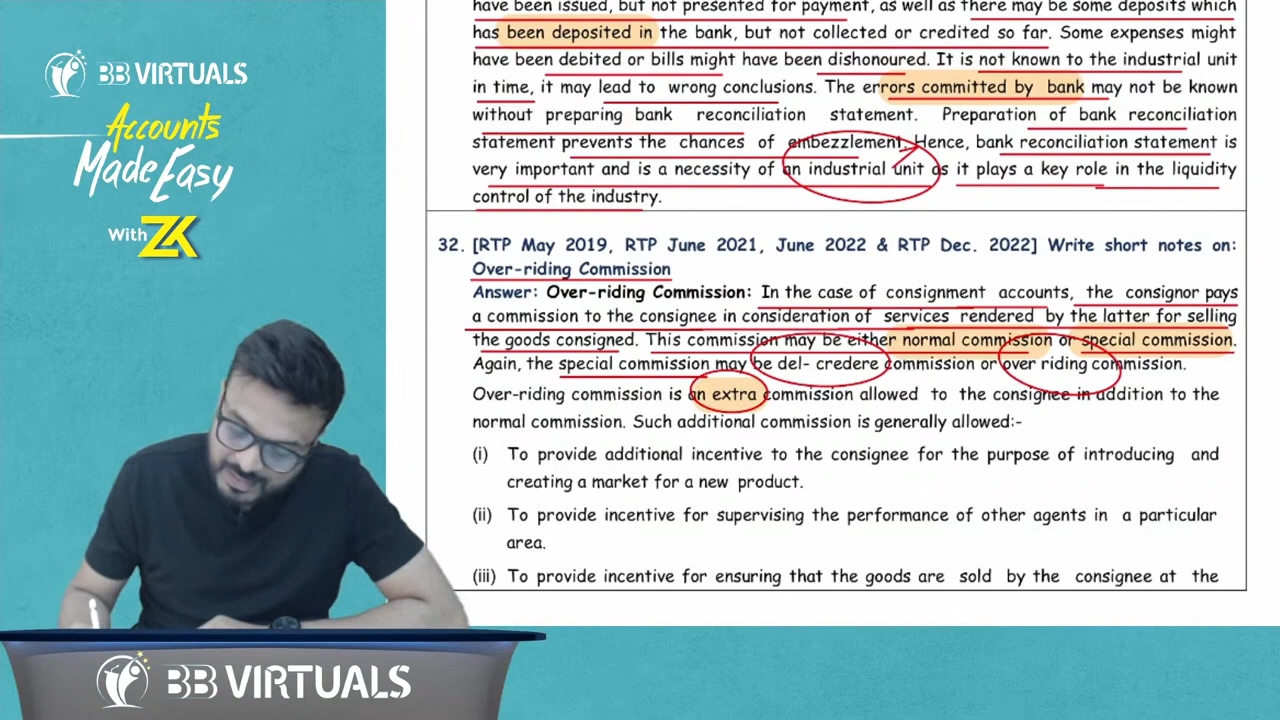 BB VIRTUALS
Accounts
Made Easy
With ZK
have been issued, but not presented for payment, as well as there may be some deposits which
has been deposited in the bank, but not collected or credited so far. Some expenses might
have been debited or bills might have been dishonoured. It is not known to the industrial unit
in time, it may lead to wrong conclusions. The errors committed by bank may not be known
without preparing bank reconciliation statement. Preparation of bank reconciliation
statement prevents the chances of embezzlement. Hence, bank reconciliation statement is
very important and is a necessity of an industrial unit as it plays a key role in the liquidity
control of the industry.
32. [RTP May 2019, RTP June 2021, June 2022 & RTP Dec. 2022] Write short notes on:
Over-riding Commission
Answer: Over-riding Commission: In the case of consignment accounts, the consignor pays
a commission to the consignee in consideration of services rendered by the latter for selling
the goods consigned. This commission may be either normal commission or special commission.
Again, the special commission may be del- credere commission or over riding commission.
Over-riding commission is an extra commission allowed to the consignee in addition to the
normal commission. Such additional commission is generally allowed:-
(i) To provide additional incentive to the consignee for the purpose of introducing and
creating a market for a new product.
(ii) To provide incentive for supervising the performance of other agents in a particular
area.
(iii) To provide incentive for ensuring that the goods are sold by the consignee at the
BB VIRTUALS